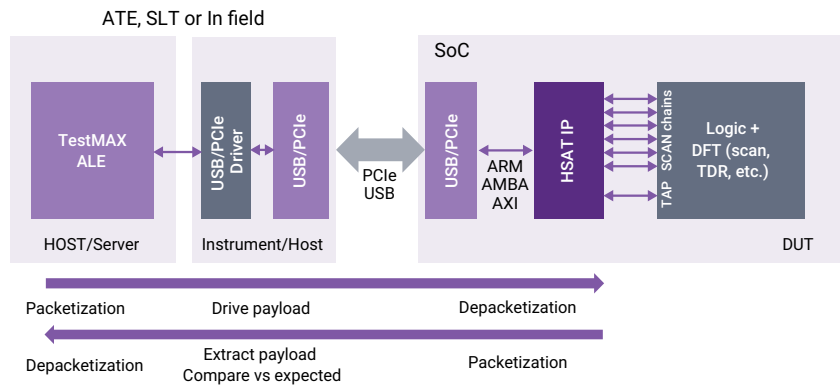 ATE, SLT or In field
SoC
TestMAX
ALE
USB/PCIe
Driver
USB/PCIe
PCIe
USB
USB/PCIe
ARM
AMBA
AXI
HSAT IP
SCAN chains
TAP
Logic +
DFT (scan,
TDR, etc.)
HOST/Server
Instrument/Host
DUT
Packetization
Drive payload
Depacketization
Depacketization
Extract payload
Compare vs expected
Packetization